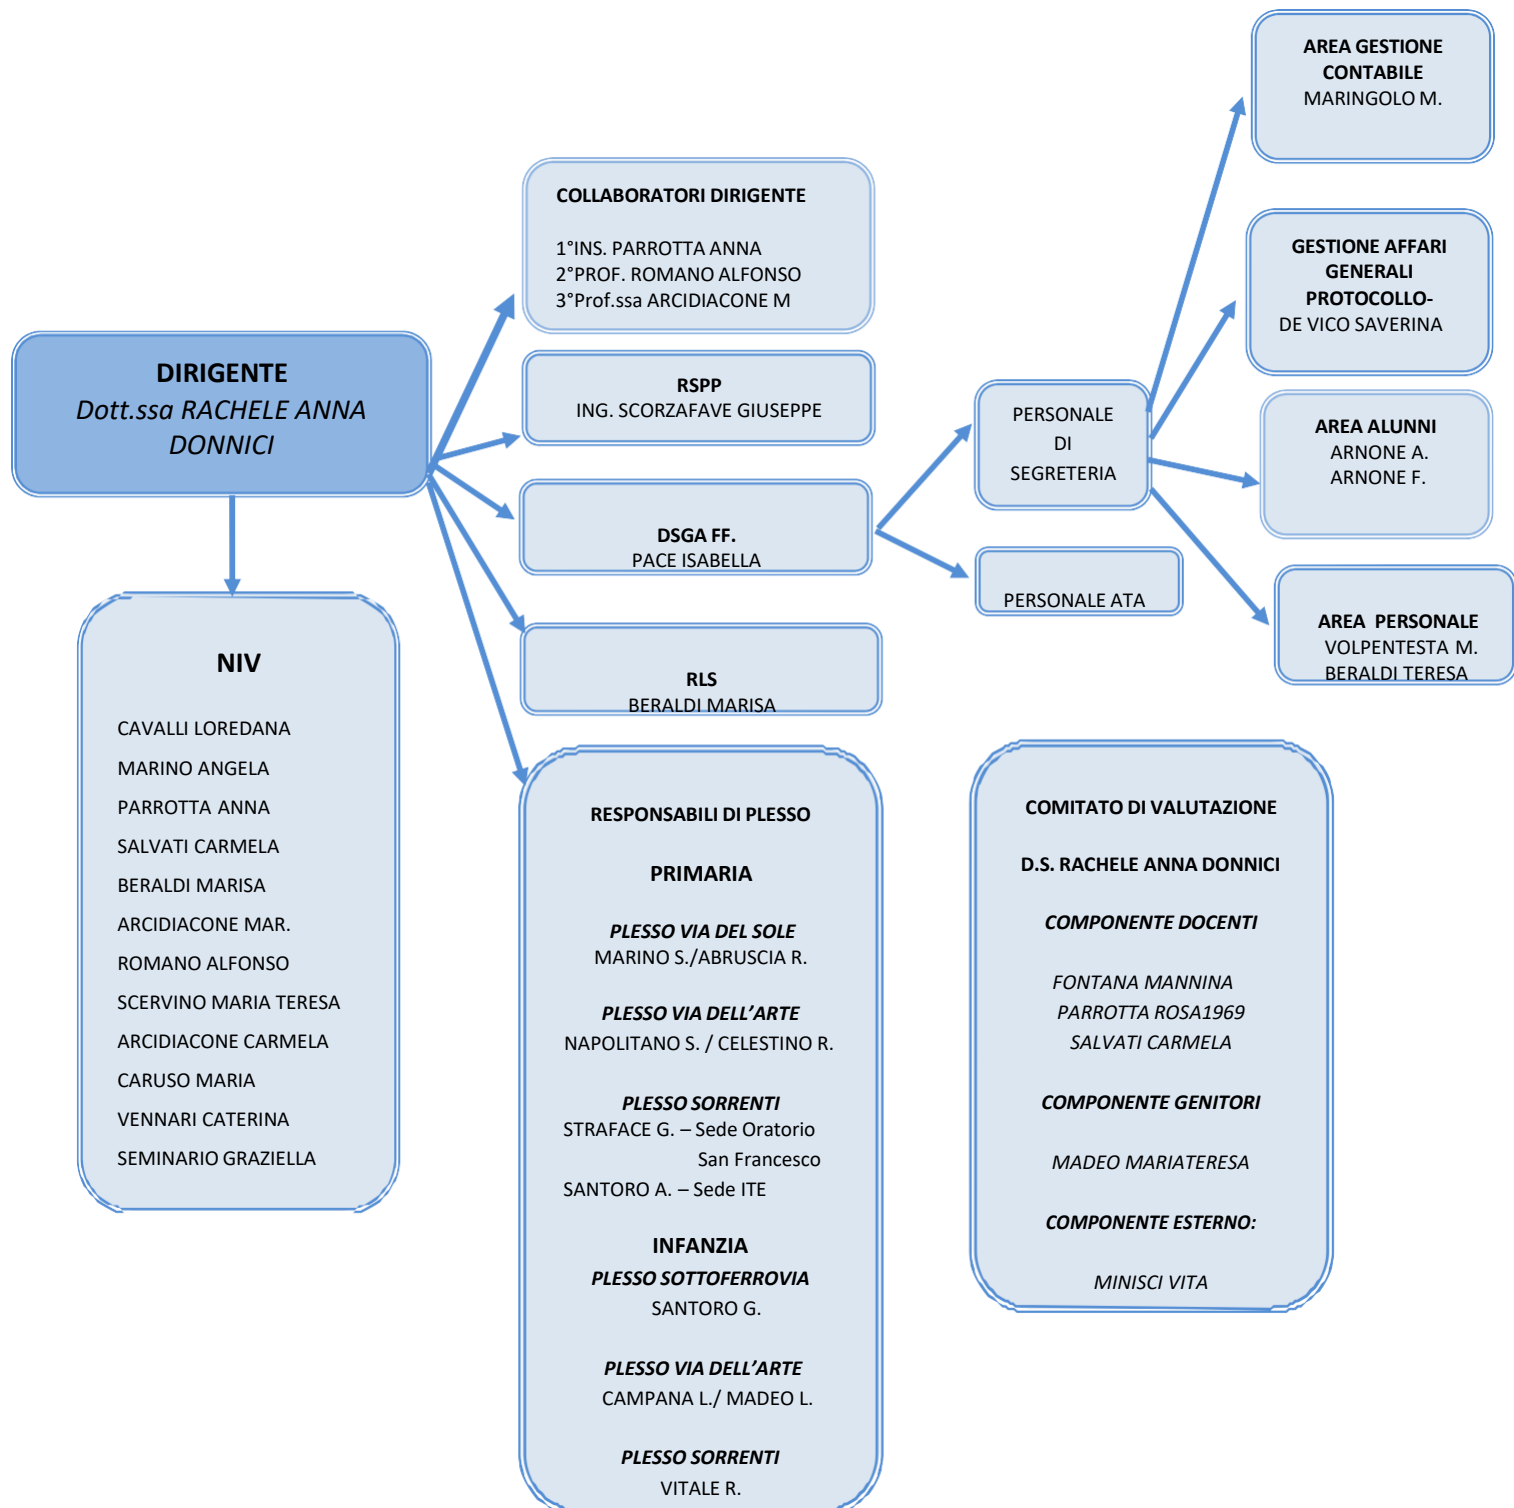 DIRIGENTE
Dott.ssa RACHELE ANNA
DONNICI
NIV
CAVALLI LOREDANA
MARINO ANGELA
PARROTTA ANNA
SALVATI CARMELA
BERALDI MARISA
ARCIDIACONE MAR.
ROMANO ALFONSO
SCERVINO MARIA TERESA
ARCIDIACONE CARMELA
CARUSO MARIA
VENNARI CATERINA
SEMINARIO GRAZIELLA
COLLABORATORI DIRIGENTE
1°INS. PARROTTA ANNA
2°PROF. ROMANO ALFONSO
3°Prof.ssa ARCIDIACONE M
RSPP
ING. SCORZAFAVE GIUSEPPE
DSGA FF.
PACE ISABELLA
RLS
BERALDI MARISA
RESPONSABILI DI PLESSO
PRIMARIA
PLESSO VIA DEL SOLE
MARINO S./ABRUSCIA R.
PLESSO VIA DELL’ARTE
NAPOLITANO S. / CELESTINO R.
PLESSO SORRENTI
STRAFACE G. – Sede Oratorio
San Francesco
SANTORO A. – Sede ITE
INFANZIA
PLESSO SOTTOFERROVIA
SANTORO G.
PLESSO VIA DELL’ARTE
CAMPANA L./ MADEO L.
PLESSO SORRENTI
VITALE R.
PERSONALE
DI
SEGRETERIA
PERSONALE ATA
AREA GESTIONE
CONTABILE
MARINGOLO M.
GESTIONE AFFARI
GENERALI
PROTOCOLLO-
DE VICO SAVERINA
AREA ALUNNI
ARNONE A.
ARNONE F.
AREA PERSONALE
VOLPENTESTA M.
BERALDI TERESA
COMITATO DI VALUTAZIONE
D.S. RACHELE ANNA DONNICI
COMPONENTE DOCENTI
FONTANA MANNINA
PARROTTA ROSA1969
SALVATI CARMELA
COMPONENTE GENITORI
MADEO MARIATERESA
COMPONENTE ESTERNO:
MINISCI VITA